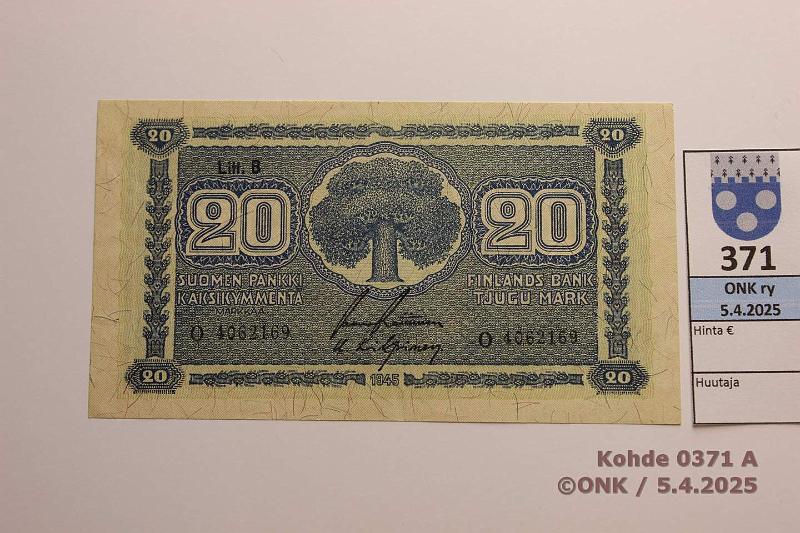 20
20
Litt. B
20
20
SUOMEN PANKKI
KAKSIKYMMENTÄ
MARKKAA
FINLANDS BANK
TJUGU MARK
O 4062169
O 4062169
20
1945
20
371
ONK ry
5.4.2025
Hinta €
Huutaja
Kohde 0371 A
©ONK / 5.4.2025